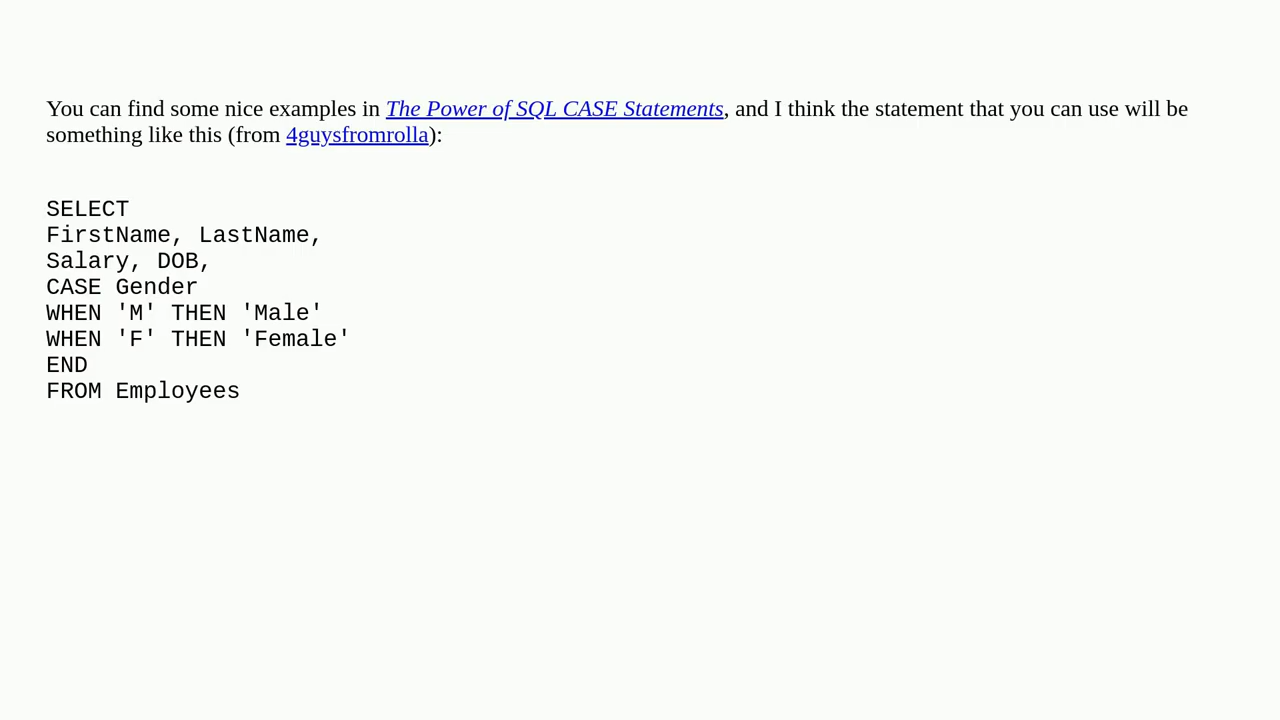 You can find some nice examples in The Power of SQL CASE Statements, and I think the statement that you can use will be
something like this (from 4guysfromrolla):
SELECT
FirstName, LastName,
Salary, DOB,
CASE Gender
WHEN 'M' THEN 'Male'
WHEN 'F' THEN 'Female'
END
FROM Employees